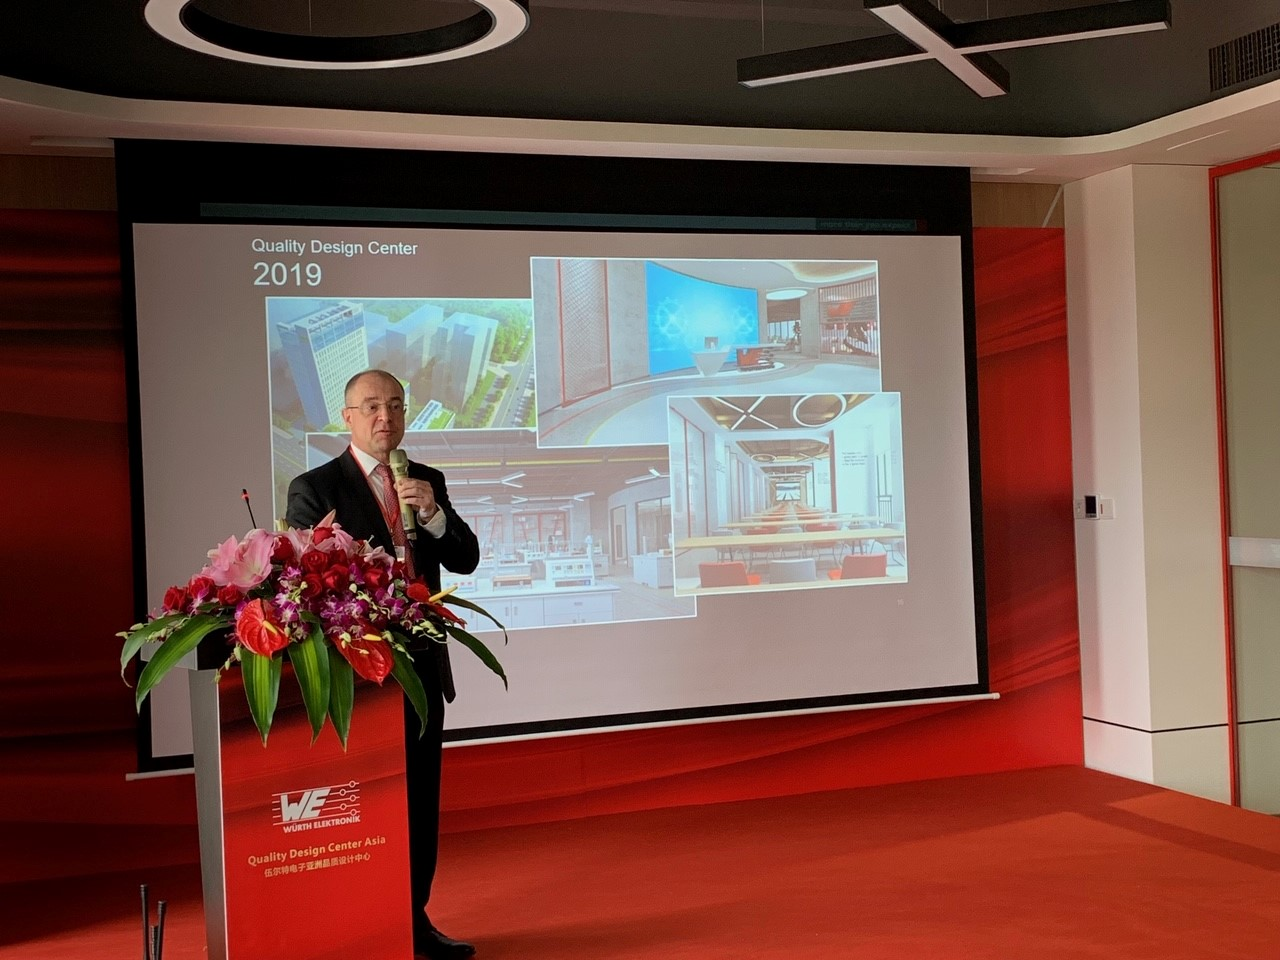 Quality Design Center
2019
WE
WÜRTH ELEKTRONIK
Quality Design Center Asia
伍尔特电子亚洲品质设计中心